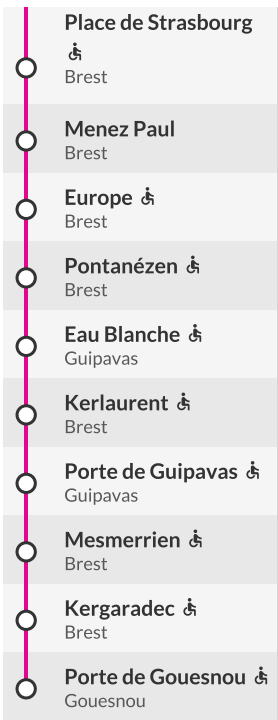 Place de Strasbourg
Brest
Menez Paul
Brest
Europe
Brest
Pontanézen
Brest
Eau Blanche
Guipavas
Kerlaurent
Brest
Porte de Guipavas
Guipavas
Mesmerrien
Brest
Kergaradec
Brest
Porte de Gouesnou
Gouesnou